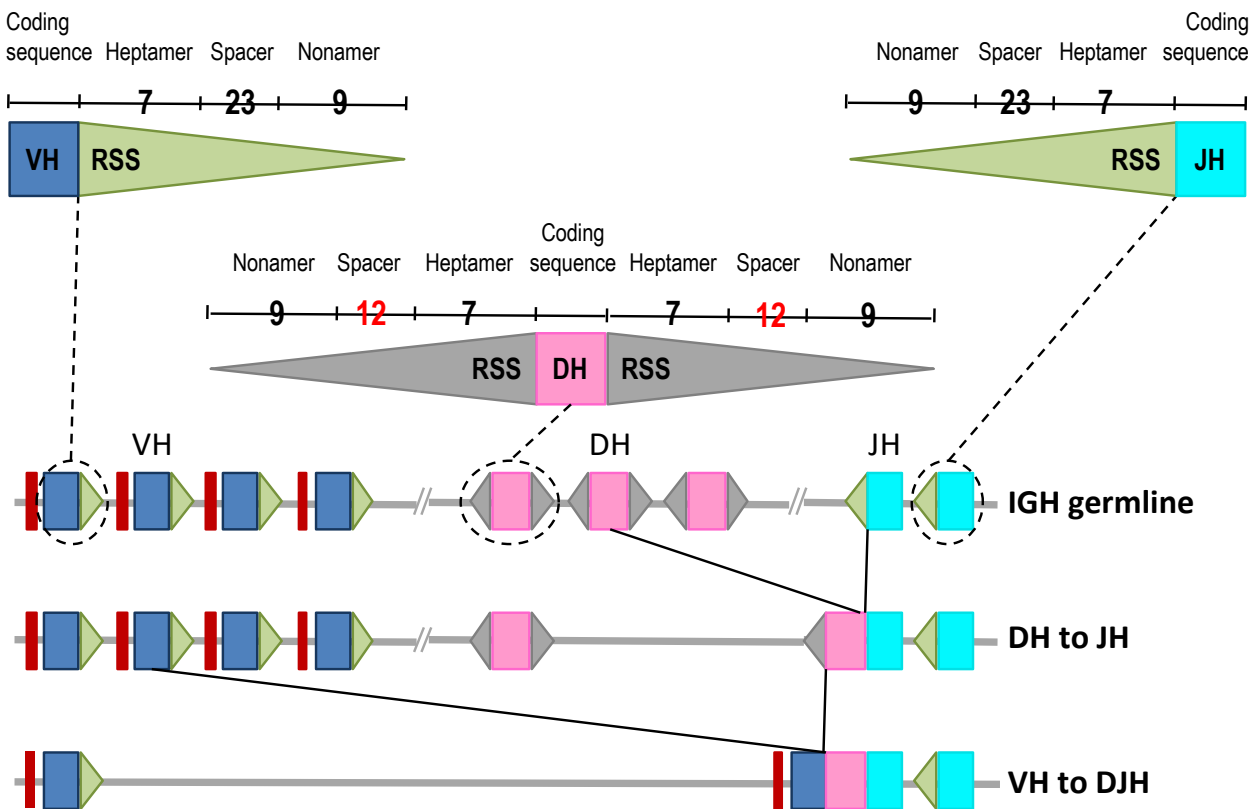 Coding
sequence Heptamer Spacer Nonamer
7 23 9
VH RSS
Coding
Nonamer Spacer Heptamer sequence
9 23 7
RSS JH
Coding
Nonamer Spacer Heptamer sequence Heptamer Spacer Nonamer
9 12 7 7 12 9
RSS DH RSS
VH DH JH
IGH germline
DH to JH
VH to DJH